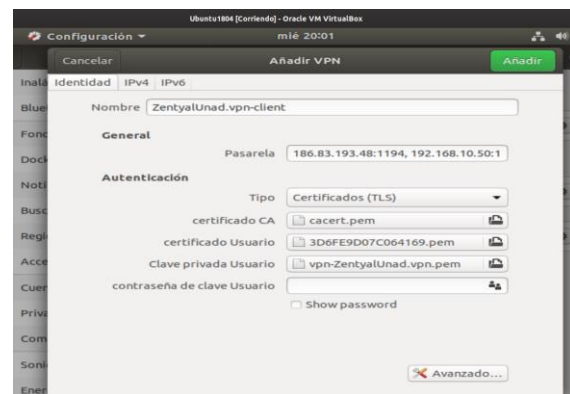 Ubuntu1804 [Corriendo] - Oracle VM VirtualBox
Configuración mié 20:01
Cancelar Añadir VPN Añadir
Inalá
Identidad IPv4 IPv6
Blue
Nombre ZentyalUnad.vpn-client
Fond
General
Dock
Pasarela 186.83.193.48:1194, 192.168.10.50:1
Noti
Autenticación
Tipo Certificados (TLS)
Busc
certificado CA cacert.pem
Regi
certificado Usuario 3D6FE9D07C064169.pem
Acce
Clave privada Usuario vpn-ZentyalUnad.vpn.pem
Cuen
contraseña de clave Usuario
Priva
Show password
Com
Soni
Avanzado...
Ener